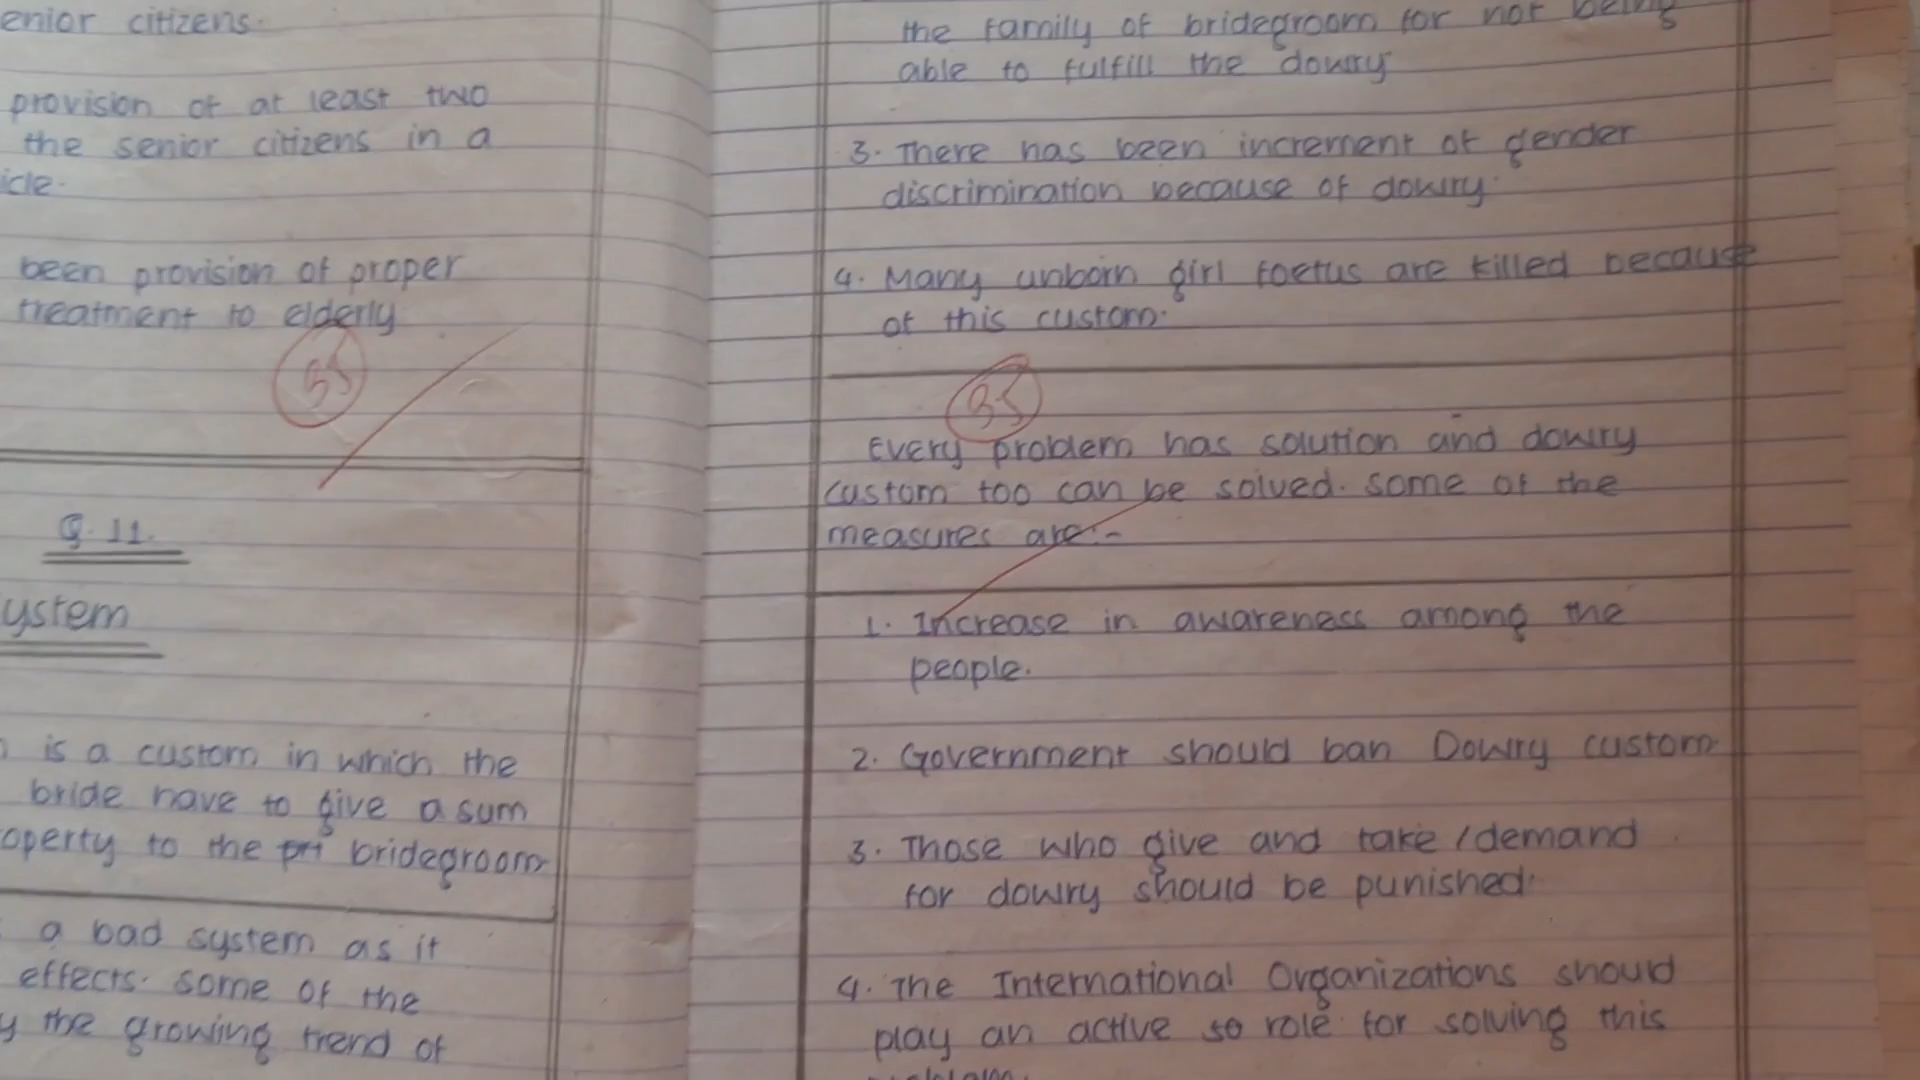 enior citizens.
provision of at least two
the senior citizens in a
icle.
been provision of proper
treatment to elderly
35
Q. 11.
ystem
is a custom in which the
bride have to give a sum
operty to the pri bridegroom
a bad system as it
effects. some of the
y the growing trend of
the family of bridegroom for not being
able to fulfill the dowry
3. There has been increment of gender
discrimination because of dowry.
4. Many unborn girl foetus are killed because
of this custom.
35
Every problem has solution and dowry
custom too can be solved. some of the
measures are:-
1. Increase in awareness among the
people.
2. Government should ban Dowry custom
3. Those who give and take /demand
for dowry should be punished.
4. The International Organizations should
play an active so role for solving this